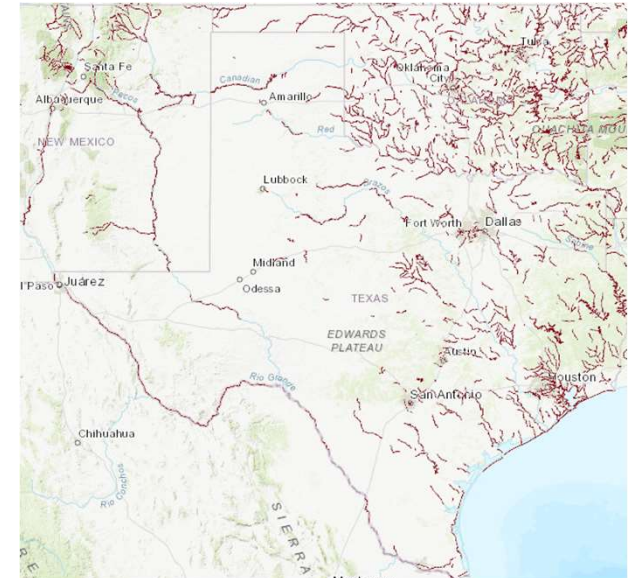 Santa Fe
Tulsa
Oklahoma
City
Canadian
Albuquerque
Pecos
Amarillo
NEW MEXICO
Red
OUACHITA MOU
Lubbock
Brazos
Fort Worth
Dallas
Sabine
Midland
Odessa
l'Paso
Juárez
TEXAS
EDWARDS
PLATEAU
Austin
Rio Grande
Houston
San Antonio
Chihuahua
Rio Conchos
SIERRA